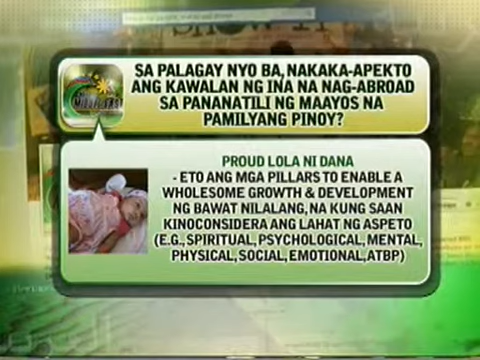 SA PALAGAY NYO BA, NAKAKA-APEKTO
ANG KAWALAN NG INA NA NAG-ABROAD
SA PANANATILI NG MAAYOS NA
PAMILYANG PINOY?
PROUD LOLA NI DANA
- ETO ANG MGA PILLARS TO ENABLE A
WHOLESOME GROWTH & DEVELOPMENT
NG BAWAT NILALANG, NA KUNG SAAN
KINOCONSIDERA ANG LAHAT NG ASPETO
(E.G., SPIRITUAL, PSYCHOLOGICAL, MENTAL,
PHYSICAL, SOCIAL, EMOTIONAL, ATBP)